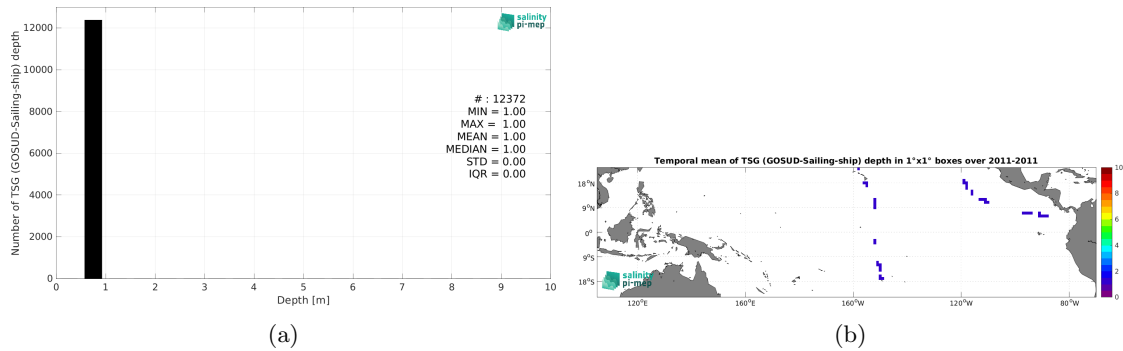 12000
10000
8000
6000
4000
2000
0
Number of TSG (GOSUD-Sailing-ship) depth
salinity
pi-mep
# : 12372
MIN = 1.00
MAX = 1.00
MEAN = 1.00
MEDIAN = 1.00
STD = 0.00
IQR = 0.00
0 1 2 3 4 5 6 7 8 9 10
Depth [m]
(a)
Temporal mean of TSG (GOSUD-Sailing-ship) depth in 1°x1° boxes over 2011-2011
18°N
9°N
0°
9°S
18°S
salinity
pi-mep
120°E 160°E 160°W 120°W 80°W
10
8
6
4
2
0
(b)